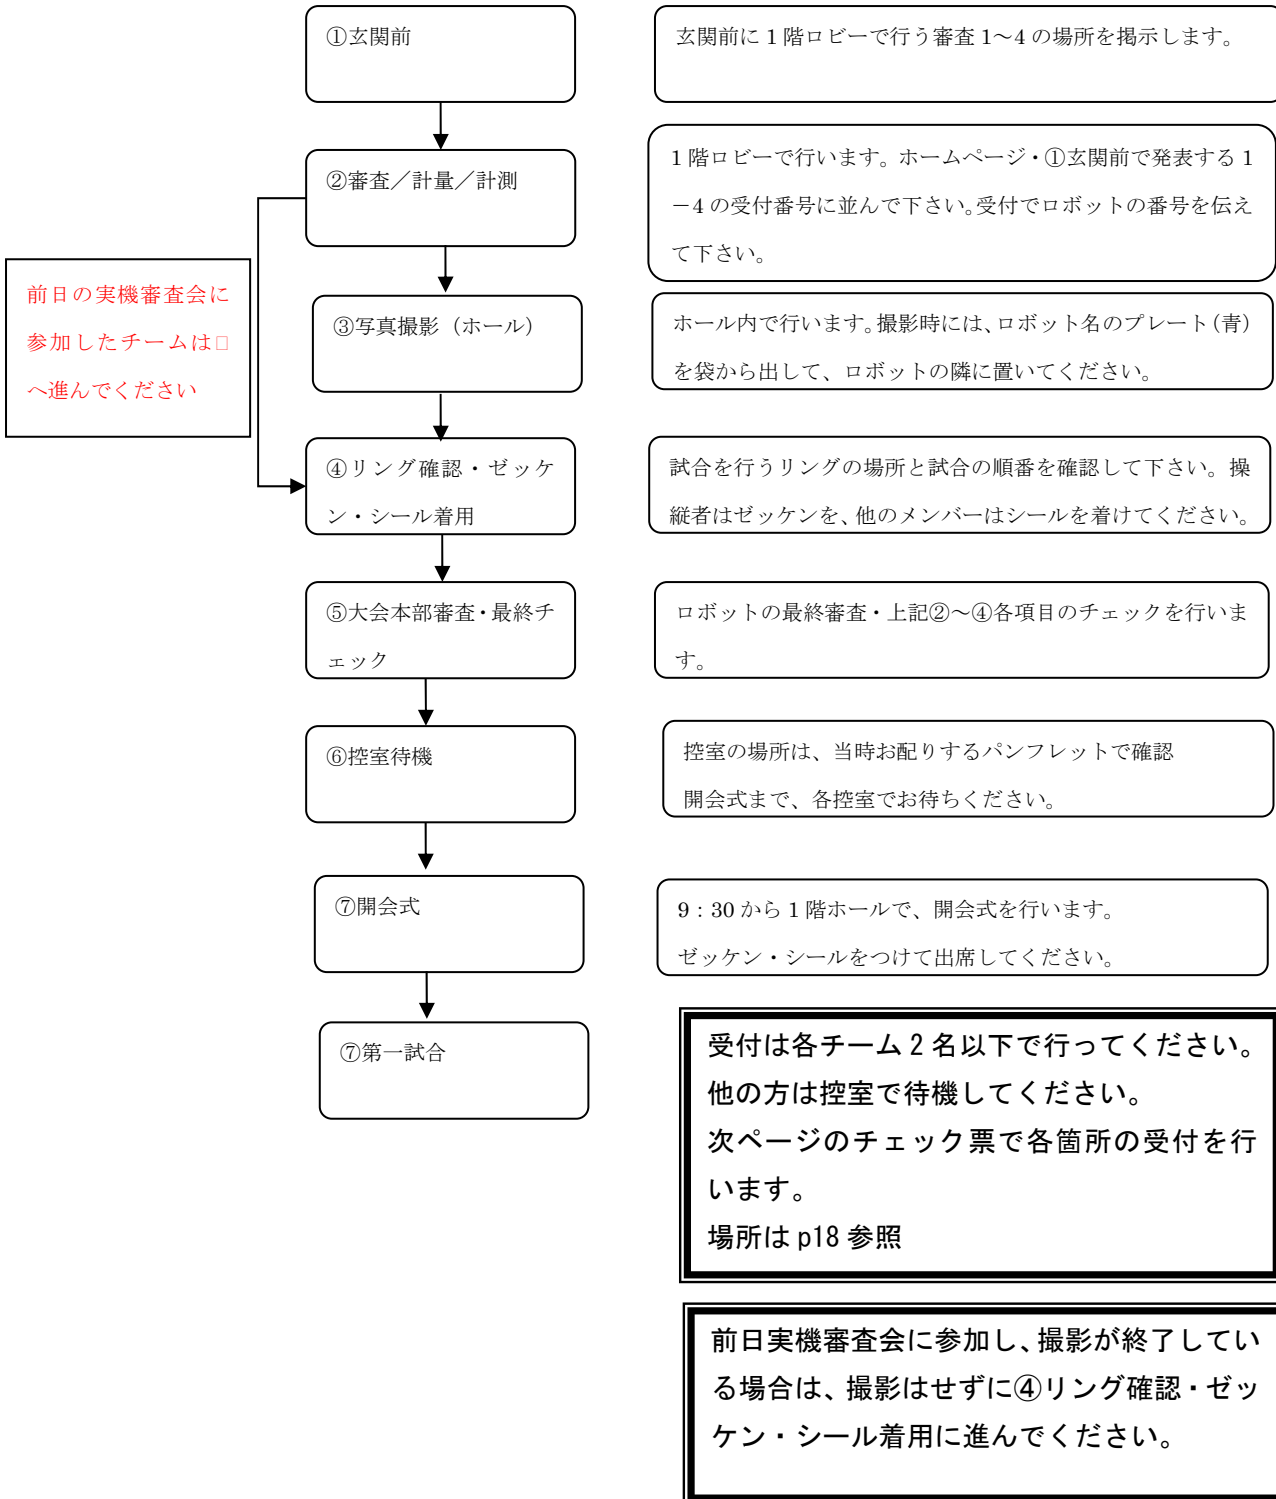 ①玄関前
玄関前に 1 階ロビーで行う審査 1～4 の場所を掲示します。
②審査／計量／計測
1 階ロビーで行います。ホームページ・①玄関前で発表する 1
－4 の受付番号に並んで下さい。受付でロボットの番号を伝え
て下さい。
前日の実機審査会に
参加したチームは□
へ進んでください
③写真撮影（ホール）
ホール内で行います。撮影時には、ロボット名のプレート（青）
を袋から出して、ロボットの隣に置いてください。
④リング確認・ゼッケ
ン・シール着用
試合を行うリングの場所と試合の順番を確認して下さい。操
縦者はゼッケンを、他のメンバーはシールを着けてください。
⑤大会本部審査・最終チ
ェック
ロボットの最終審査・上記②～④各項目のチェックを行いま
す。
⑥控室待機
控室の場所は、当時お配りするパンフレットで確認
開会式まで、各控室でお待ちください。
⑦開会式
9：30 から 1 階ホールで、開会式を行います。
ゼッケン・シールをつけて出席してください。
⑦第一試合
受付は各チーム 2 名以下で行ってください。
他の方は控室で待機してください。
次ページのチェック票で各箇所の受付を行
います。
場所は p18 参照
前日実機審査会に参加し、撮影が終了してい
る場合は、撮影はせずに④リング確認・ゼッ
ケン・シール着用に進んでください。